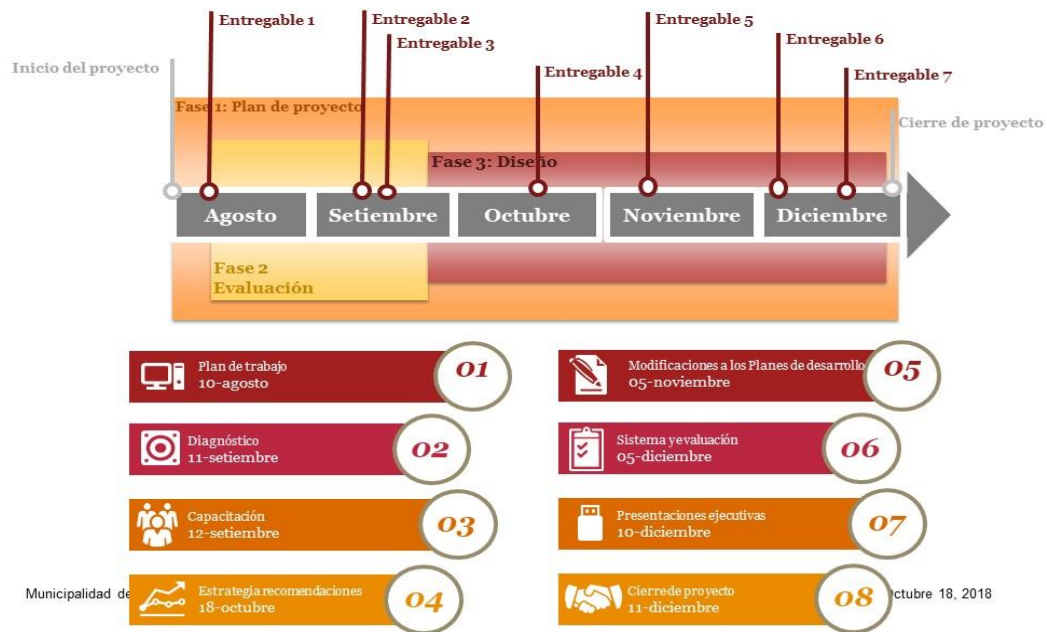 Entregable 1
Entregable 2
Entregable 3
Entregable 4
Entregable 5
Entregable 6
Entregable 7
Inicio del proyecto
Cierre de proyecto
Fase 1: Plan de proyecto
Fase 3: Diseño
Agosto
Setiembre
Octubre
Noviembre
Diciembre
Fase 2
Evaluación
Plan de trabajo
10-agosto
01
Diagnóstico
11-setiembre
02
Capacitación
12-setiembre
03
Estrategia recomendaciones
18-octubre
04
Modificaciones a los Planes de desarrollo
05-noviembre
05
Sistema y evaluación
05-diciembre
06
Presentaciones ejecutivas
10-diciembre
07
Cierre de proyecto
11-diciembre
08
Municipalidad de
ctubre 18, 2018